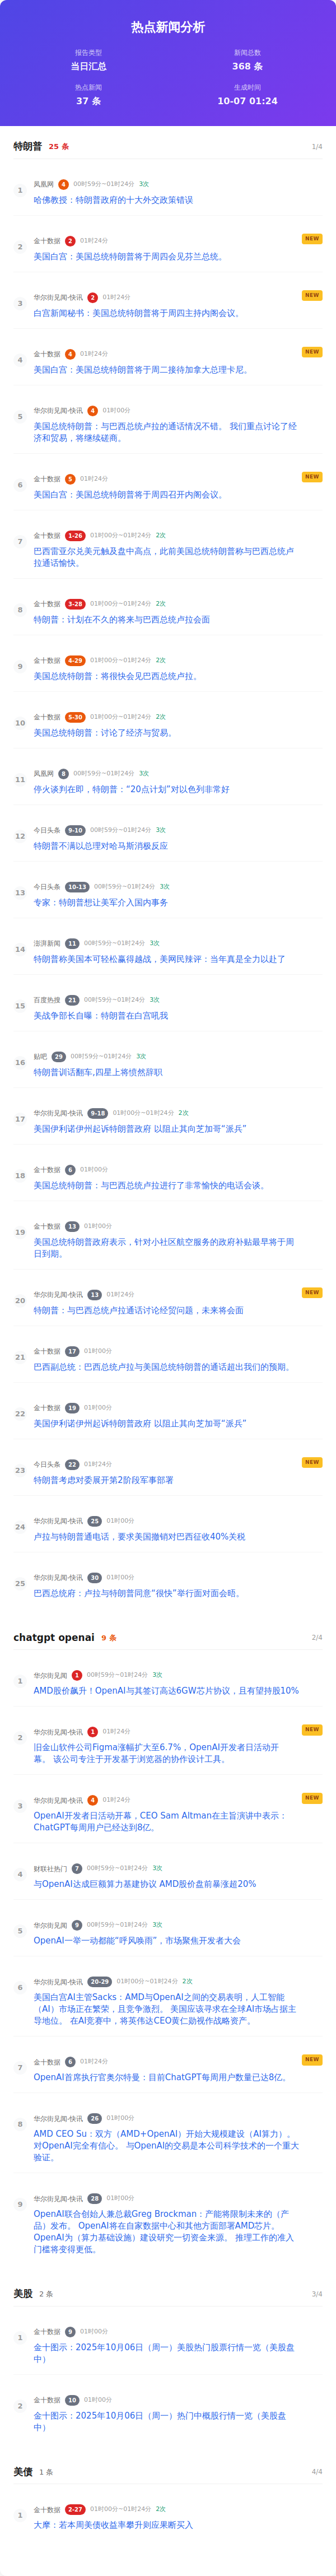 热点新闻分析
报告类型
当日汇总
新闻总数
368 条
热点新闻
37 条
生成时间
10-07 01:24
特朗普 25 条 1/4
1
凤凰网 4 00时59分~01时24分 3次
哈佛教授：特朗普政府的十大外交政策错误
2
金十数据 2 01时24分 NEW
美国白宫：美国总统特朗普将于周四会见芬兰总统。
3
华尔街见闻-快讯 2 01时24分 NEW
白宫新闻秘书：美国总统特朗普将于周四主持内阁会议。
4
金十数据 4 01时24分 NEW
美国白宫：美国总统特朗普将于周二接待加拿大总理卡尼。
5
华尔街见闻-快讯 4 01时00分
美国总统特朗普：与巴西总统卢拉的通话情况不错。 我们重点讨论了经
济和贸易，将继续磋商。
6
金十数据 5 01时24分 NEW
美国白宫：美国总统特朗普将于周四召开内阁会议。
7
金十数据 1-26 01时00分~01时24分 2次
巴西雷亚尔兑美元触及盘中高点，此前美国总统特朗普称与巴西总统卢
拉通话愉快。
8
金十数据 3-28 01时00分~01时24分 2次
特朗普：计划在不久的将来与巴西总统卢拉会面
9
金十数据 4-29 01时00分~01时24分 2次
美国总统特朗普：将很快会见巴西总统卢拉。
10
金十数据 5-30 01时00分~01时24分 2次
美国总统特朗普：讨论了经济与贸易。
11
凤凰网 8 00时59分~01时24分 3次
停火谈判在即，特朗普：“20点计划”对以色列非常好
12
今日头条 9-10 00时59分~01时24分 3次
特朗普不满以总理对哈马斯消极反应
13
今日头条 10-13 00时59分~01时24分 3次
专家：特朗普想让美军介入国内事务
14
澎湃新闻 11 00时59分~01时24分 3次
特朗普称美国本可轻松赢得越战，美网民辣评：当年真是全力以赴了
15
百度热搜 21 00时59分~01时24分 3次
美战争部长自曝：特朗普在白宫吼我
16
贴吧 29 00时59分~01时24分 3次
特朗普训话翻车,四星上将愤然辞职
17
华尔街见闻-快讯 9-18 01时00分~01时24分 2次
美国伊利诺伊州起诉特朗普政府 以阻止其向芝加哥“派兵”
18
金十数据 6 01时00分
美国总统特朗普：与巴西总统卢拉进行了非常愉快的电话会谈。
19
金十数据 13 01时00分
美国总统特朗普政府表示，针对小社区航空服务的政府补贴最早将于周
日到期。
20
华尔街见闻-快讯 13 01时24分 NEW
特朗普：与巴西总统卢拉通话讨论经贸问题，未来将会面
21
金十数据 17 01时00分
巴西副总统：巴西总统卢拉与美国总统特朗普的通话超出我们的预期。
22
金十数据 19 01时00分
美国伊利诺伊州起诉特朗普政府 以阻止其向芝加哥“派兵”
23
今日头条 22 01时24分 NEW
特朗普考虑对委展开第2阶段军事部署
24
华尔街见闻-快讯 25 01时00分
卢拉与特朗普通电话，要求美国撤销对巴西征收40%关税
25
华尔街见闻-快讯 30 01时00分
巴西总统府：卢拉与特朗普同意“很快”举行面对面会晤。
chatgpt openai 9 条 2/4
1
华尔街见闻 1 00时59分~01时24分 3次
AMD股价飙升！OpenAI与其签订高达6GW芯片协议，且有望持股10%
2
华尔街见闻-快讯 1 01时24分 NEW
旧金山软件公司Figma涨幅扩大至6.7%，OpenAI开发者日活动开
幕。 该公司专注于开发基于浏览器的协作设计工具。
3
华尔街见闻-快讯 4 01时24分 NEW
OpenAI开发者日活动开幕，CEO Sam Altman在主旨演讲中表示：
ChatGPT每周用户已经达到8亿。
4
财联社热门 7 00时59分~01时24分 3次
与OpenAI达成巨额算力基建协议 AMD股价盘前暴涨超20%
5
华尔街见闻 9 00时59分~01时24分 3次
OpenAI一举一动都能“呼风唤雨”，市场聚焦开发者大会
6
华尔街见闻-快讯 20-29 01时00分~01时24分 2次
美国白宫AI主管Sacks：AMD与OpenAI之间的交易表明，人工智能
（AI）市场正在繁荣，且竞争激烈。 美国应该寻求在全球AI市场占据主
导地位。 在AI竞赛中，将英伟达CEO黄仁勋视作战略资产。
7
金十数据 6 01时24分 NEW
OpenAI首席执行官奥尔特曼：目前ChatGPT每周用户数量已达8亿。
8
华尔街见闻-快讯 26 01时00分
AMD CEO Su：双方（AMD+OpenAI）开始大规模建设（AI算力）。
对OpenAI完全有信心。 与OpenAI的交易是本公司科学技术的一个重大
验证。
9
华尔街见闻-快讯 28 01时00分
OpenAI联合创始人兼总裁Greg Brockman：产能将限制未来的（产
品）发布。 OpenAI将在自家数据中心和其他方面部署AMD芯片。
OpenAI为（算力基础设施）建设研究一切资金来源。 推理工作的准入
门槛将变得更低。
美股 2 条 3/4
1
金十数据 9 01时00分
金十图示：2025年10月06日（周一）美股热门股票行情一览（美股盘
中）
2
金十数据 10 01时00分
金十图示：2025年10月06日（周一）热门中概股行情一览（美股盘
中）
美债 1 条 4/4
1
金十数据 2-27 01时00分~01时24分 2次
大摩：若本周美债收益率攀升则应果断买入